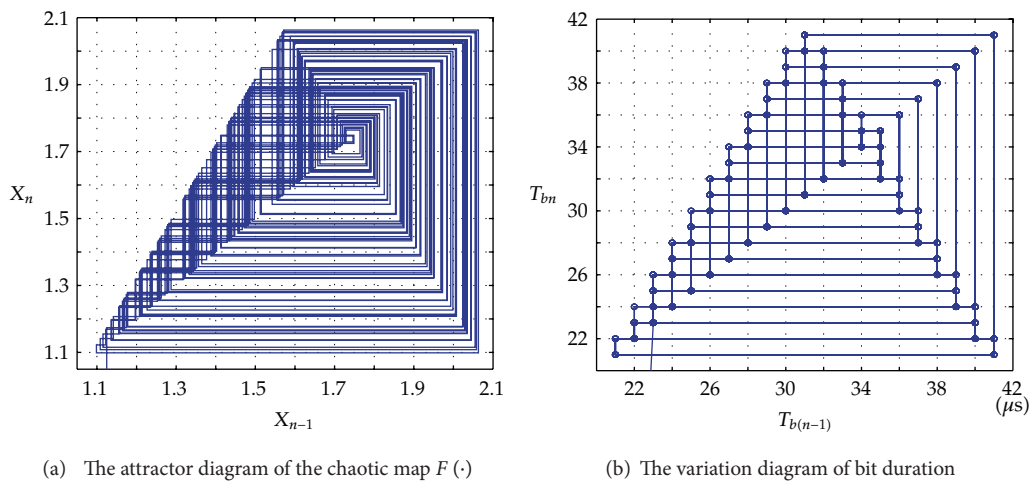 2.1
1.9
1.7
1.5
1.3
1.1
X_n
1.1 1.3 1.5 1.7 1.9 2.1
X_{n−1}
(a) The attractor diagram of the chaotic map F (·)
42
38
34
30
26
22
T_{bn}
22 26 30 34 38 42
(μs)
T_{b(n−1)}
(b) The variation diagram of bit duration